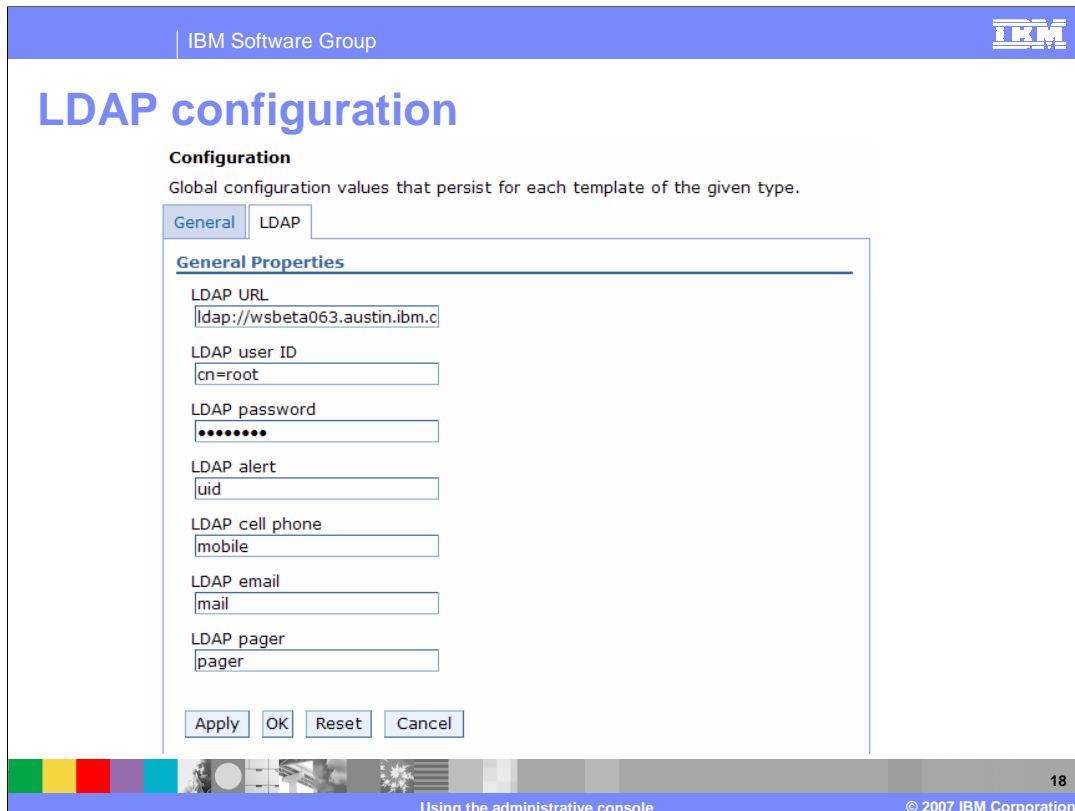 IBM Software Group
IBM
LDAP configuration
Configuration
Global configuration values that persist for each template of the given type.
General LDAP
General Properties
LDAP URL
ldap://wsbeta063.austin.ibm.c
LDAP user ID
cn=root
LDAP password
••••••••
LDAP alert
uid
LDAP cell phone
mobile
LDAP email
mail
LDAP pager
pager
Apply OK Reset Cancel
18
Using the administrative console © 2007 IBM Corporation